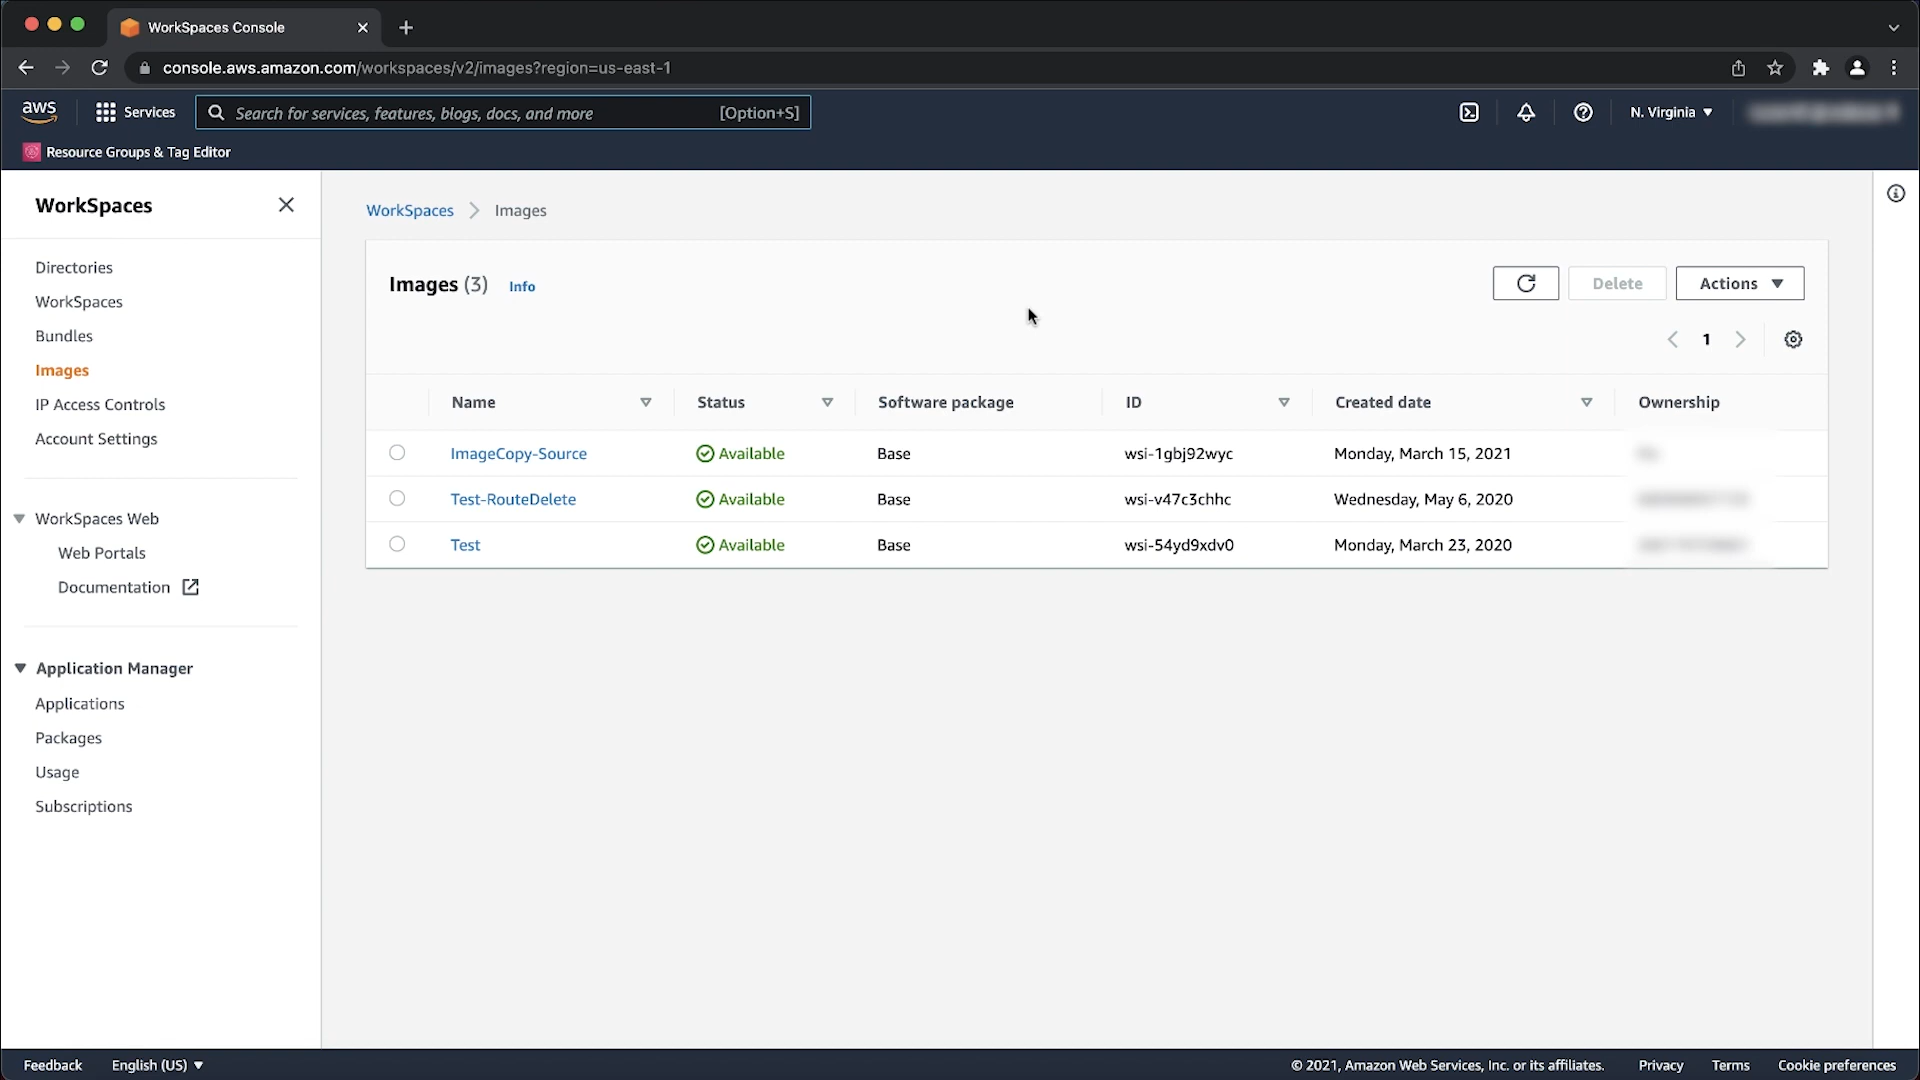 WorkSpaces Console
console.aws.amazon.com/workspaces/v2/images?region=us-east-1
aws
Services
Search for services, features, blogs, docs, and more
[Option+S]
N. Virginia
Resource Groups & Tag Editor
WorkSpaces
Directories
WorkSpaces
Bundles
Images
IP Access Controls
Account Settings
WorkSpaces Web
Web Portals
Documentation
Application Manager
Applications
Packages
Usage
Subscriptions
WorkSpaces > Images
Images (3) Info
Delete
Actions
1
Name Status Software package ID Created date Ownership
ImageCopy-Source Available Base wsi-1gbj92wyc Monday, March 15, 2021
Test-RouteDelete Available Base wsi-v47c3chhc Wednesday, May 6, 2020
Test Available Base wsi-54yd9xdv0 Monday, March 23, 2020
Feedback English (US) © 2021, Amazon Web Services, Inc. or its affiliates. Privacy Terms Cookie preferences